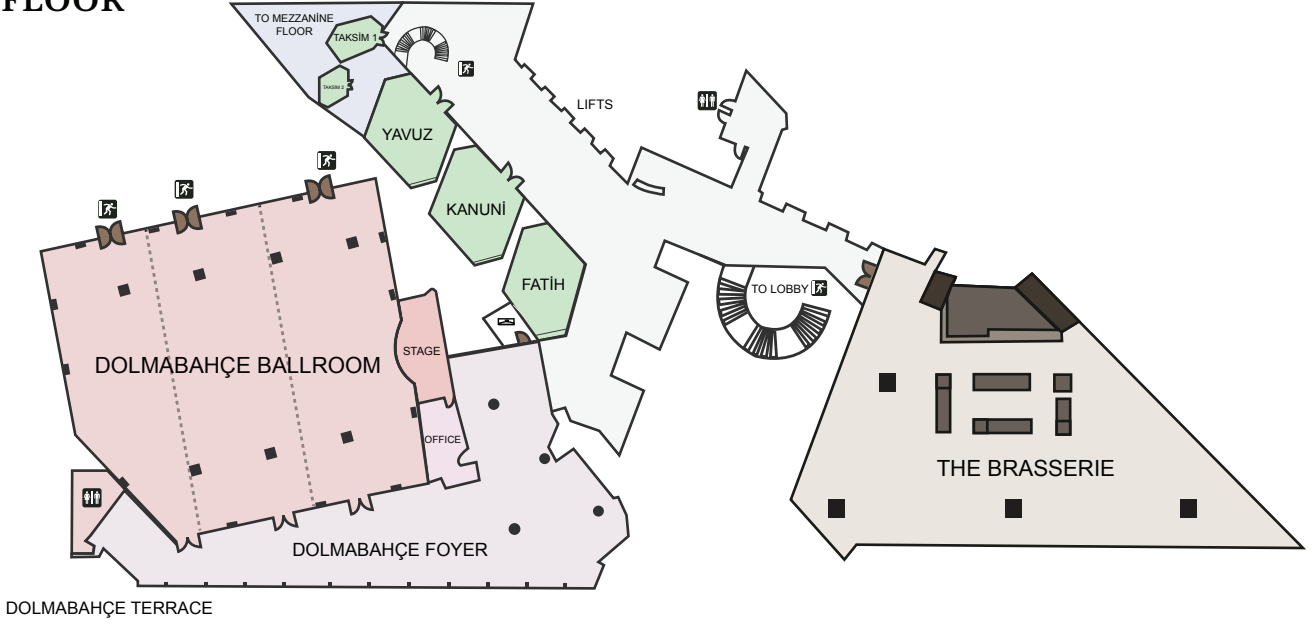 FLOOR
TO MEZZANİNE
FLOOR
TAKSİM 1
TAKSİM 2
LIFTS
YAVUZ
KANUNİ
FATİH
TO LOBBY
STAGE
DOLMABAHÇE BALLROOM
OFFICE
THE BRASSERIE
DOLMABAHÇE FOYER
DOLMABAHÇE TERRACE